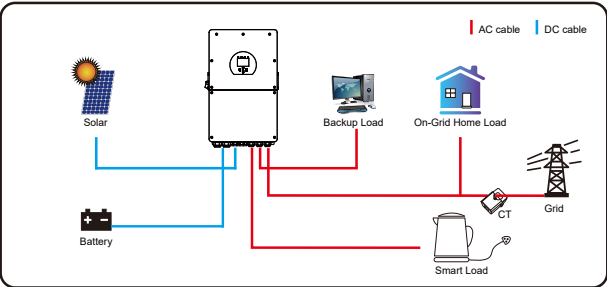 AC cable
DC cable
Solar
Backup Load
On-Grid Home Load
CT
Grid
Battery
Smart Load